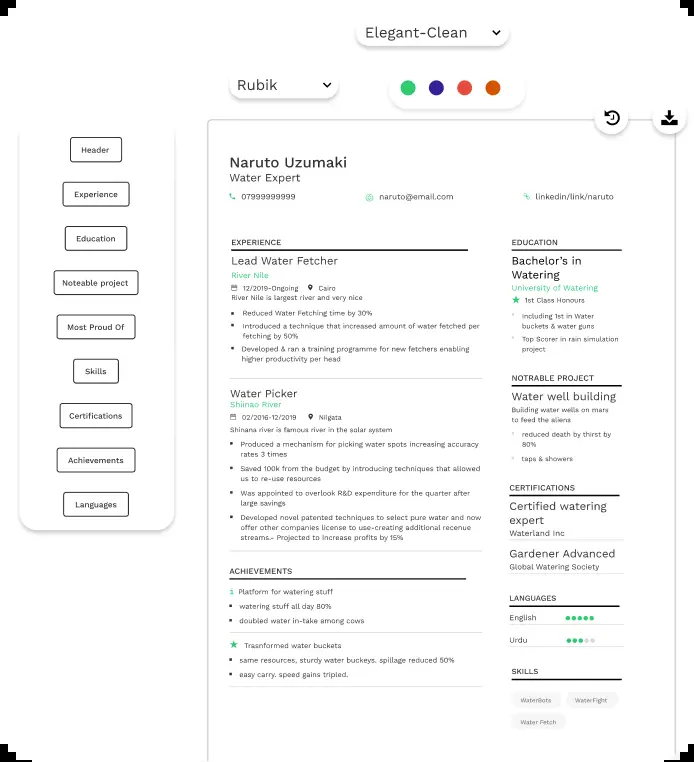 Elegant-Clean
Rubik
Header
Experience
Education
Noteable project
Most Proud Of
Skills
Certifications
Achievements
Languages
Naruto Uzumaki
Water Expert
07999999999
naruto@email.com
linkedin/link/naruto
EXPERIENCE
Lead Water Fetcher
River Nile
12/2019-Ongoing Cairo
River Nile is largest river and very nice
Reduced Water Fetching time by 30%
Introduced a technique that increased amount of water fetched per
fetching by 50%
Developed & ran a training programme for new fetchers enabling
higher productivity per head
Water Picker
Shiinao River
02/2016-12/2019 Niigata
Shinana river is famous river in the solar system
Produced a mechanism for picking water spots increasing accuracy
rates 3 times
Saved 100k from the budget by introducing techniques that allowed
us to re-use resources
Was appointed to overlook R&D expenditure for the quarter after
large savings
Developed novel patented techniques to select pure water and now
offer other companies license to use-creating additional revenue
streams.- Projected to increase profits by 15%
ACHIEVEMENTS
Platform for watering stuff
watering stuff all day 80%
doubled water in-take among cows
Trasnformed water buckets
same resources, sturdy water buckeys. spillage reduced 50%
easy carry. speed gains tripled.
EDUCATION
Bachelor's in
Watering
University of Watering
1st Class Honours
Including 1st in Water
buckets & water guns
Top Scorer in rain simulation
project
NOTRABLE PROJECT
Water well building
Building water wells on mars
to feed the aliens
reduced death by thirst by
80%
taps & showers
CERTIFICATIONS
Certified watering
expert
Waterland Inc
Gardener Advanced
Global Watering Society
LANGUAGES
English
Urdu
SKILLS
WaterBots
WaterFight
Water Fetch